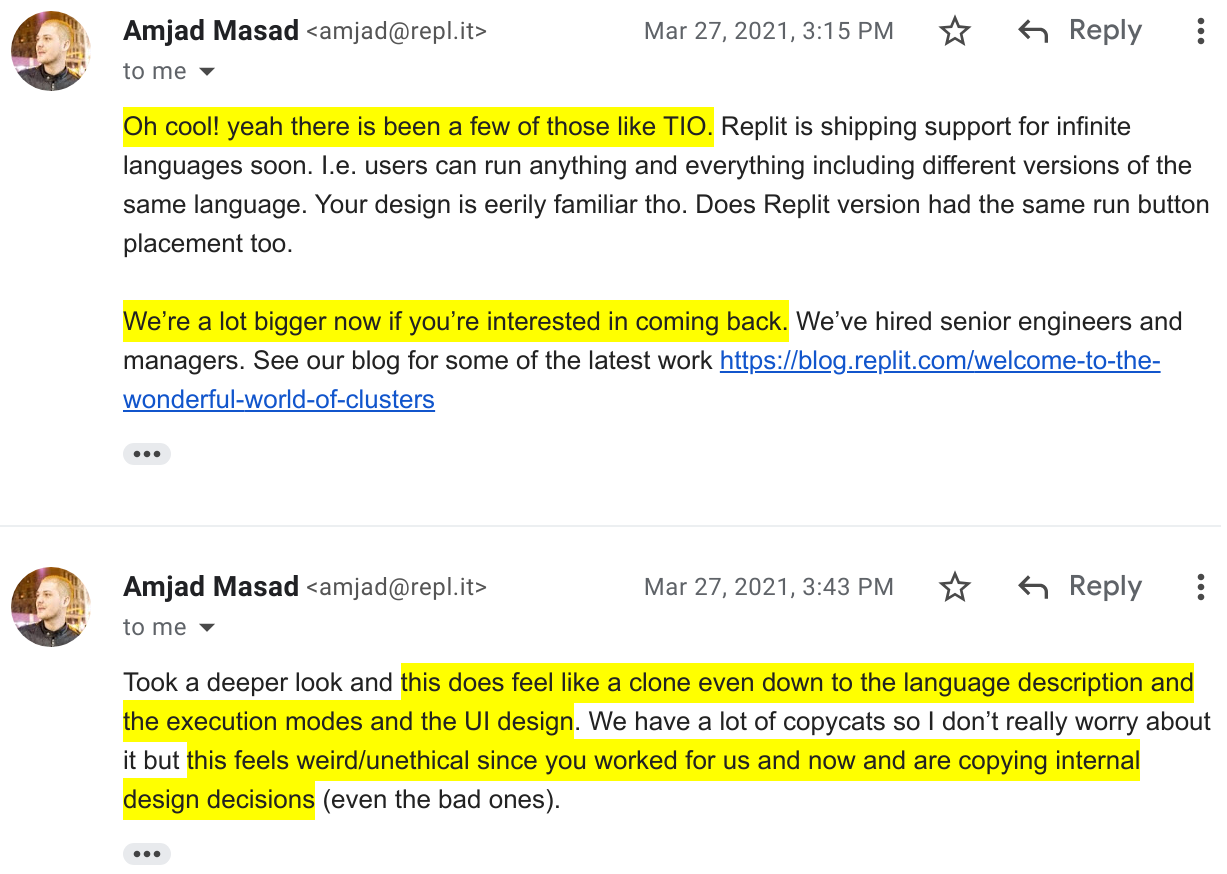 Amjad Masad <amjad@repl.it> Mar 27, 2021, 3:15 PM Reply
to me
Oh cool! yeah there is been a few of those like TIO. Replit is shipping support for infinite
languages soon. I.e. users can run anything and everything including different versions of the
same language. Your design is eerily familiar tho. Does Replit version had the same run button
placement too.
We’re a lot bigger now if you’re interested in coming back. We’ve hired senior engineers and
managers. See our blog for some of the latest work https://blog.replit.com/welcome-to-the-
wonderful-world-of-clusters
Amjad Masad <amjad@repl.it> Mar 27, 2021, 3:43 PM Reply
to me
Took a deeper look and this does feel like a clone even down to the language description and
the execution modes and the UI design. We have a lot of copycats so I don’t really worry about
it but this feels weird/unethical since you worked for us and now and are copying internal
design decisions (even the bad ones).